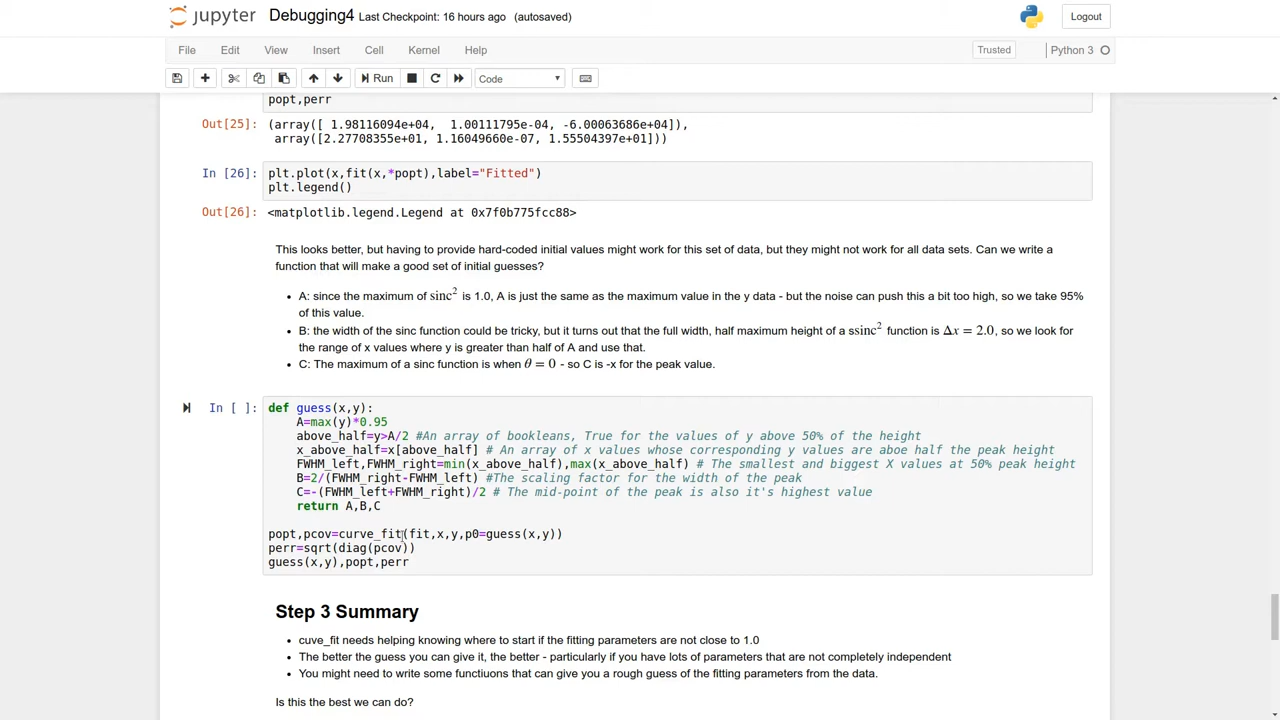 jupyter Debugging4 Last Checkpoint: 16 hours ago (autosaved)
Logout
File Edit View Insert Cell Kernel Help
Trusted
Python 3
Run
Code
popt,perr
Out[25]: (array([ 1.98116094e+04, 1.00111795e-04, -6.00063686e+04]),
array([2.27708355e+01, 1.16049660e-07, 1.55504397e+01]))
In [26]: plt.plot(x,fit(x,*popt),label="Fitted")
plt.legend()
Out[26]: <matplotlib.legend.Legend at 0x7f0b775fcc88>
This looks better, but having to provide hard-coded initial values might work for this set of data, but they might not work for all data sets. Can we write a
function that will make a good set of initial guesses?
• A: since the maximum of sinc² is 1.0, A is just the same as the maximum value in the y data - but the noise can push this a bit too high, so we take 95%
of this value.
• B: the width of the sinc function could be tricky, but it turns out that the full width, half maximum height of a ssinc² function is Δx = 2.0, so we look for
the range of x values where y is greater than half of A and use that.
• C: The maximum of a sinc function is when θ = 0 - so C is -x for the peak value.
In [ ]: def guess(x,y):
A=max(y)*0.95
above_half=y>A/2 #An array of bookleans, True for the values of y above 50% of the height
x_above_half=x[above_half] # An array of x values whose corresponding y values are aboe half the peak height
FWHM_left,FWHM_right=min(x_above_half),max(x_above_half) # The smallest and biggest X values at 50% peak height
B=2/(FWHM_right-FWHM_left) #The scaling factor for the width of the peak
C=-(FWHM_left+FWHM_right)/2 # The mid-point of the peak is also it's highest value
return A,B,C
popt,pcov=curve_fit(fit,x,y,p0=guess(x,y))
perr=sqrt(diag(pcov))
guess(x,y),popt,perr
Step 3 Summary
• cuve_fit needs helping knowing where to start if the fitting parameters are not close to 1.0
• The better the guess you can give it, the better - particularly if you have lots of parameters that are not completely independent
• You might need to write some functiuons that can give you a rough guess of the fitting parameters from the data.
Is this the best we can do?